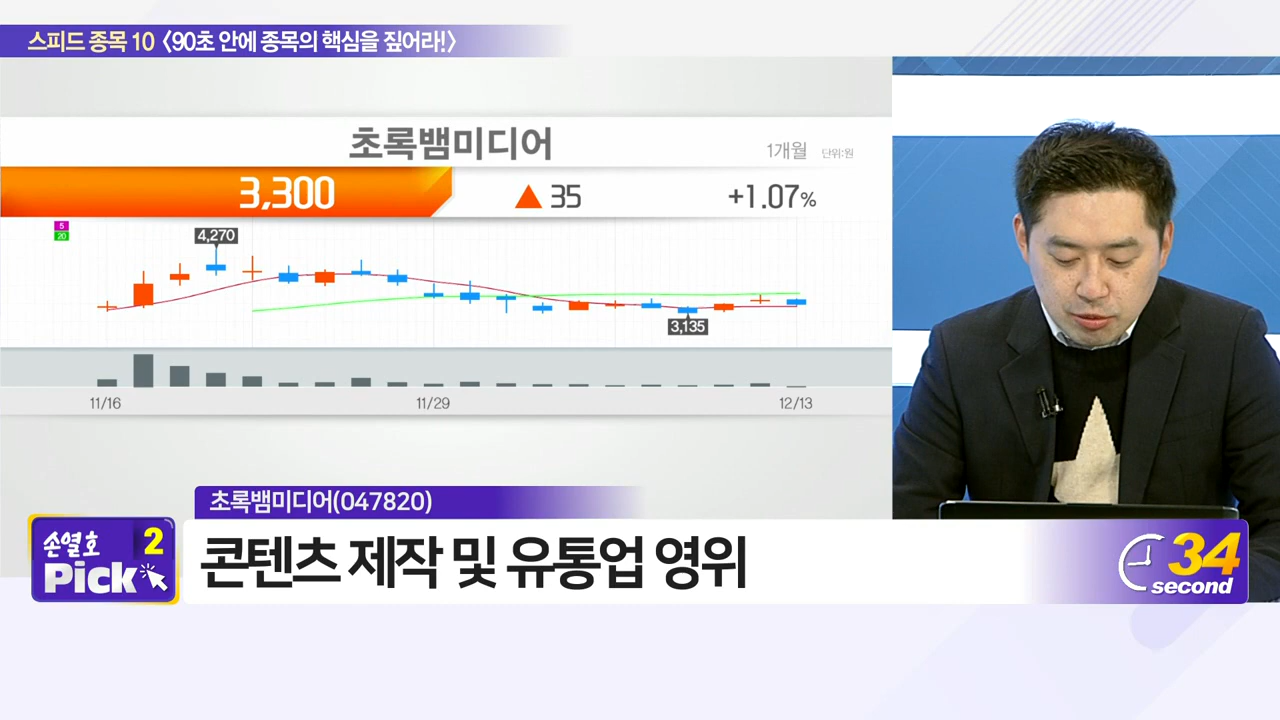 스피드 종목 10 〈90초 안에 종목의 핵심을 짚어라!〉
초록뱀미디어
1개월 단위:원
3,300 ▲ 35 +1.07%
5
20
4,270
3,135
11/16 11/29 12/13
초록뱀미디어(047820)
손열호 2
Pick
콘텐츠 제작 및 유통업 영위
34
second